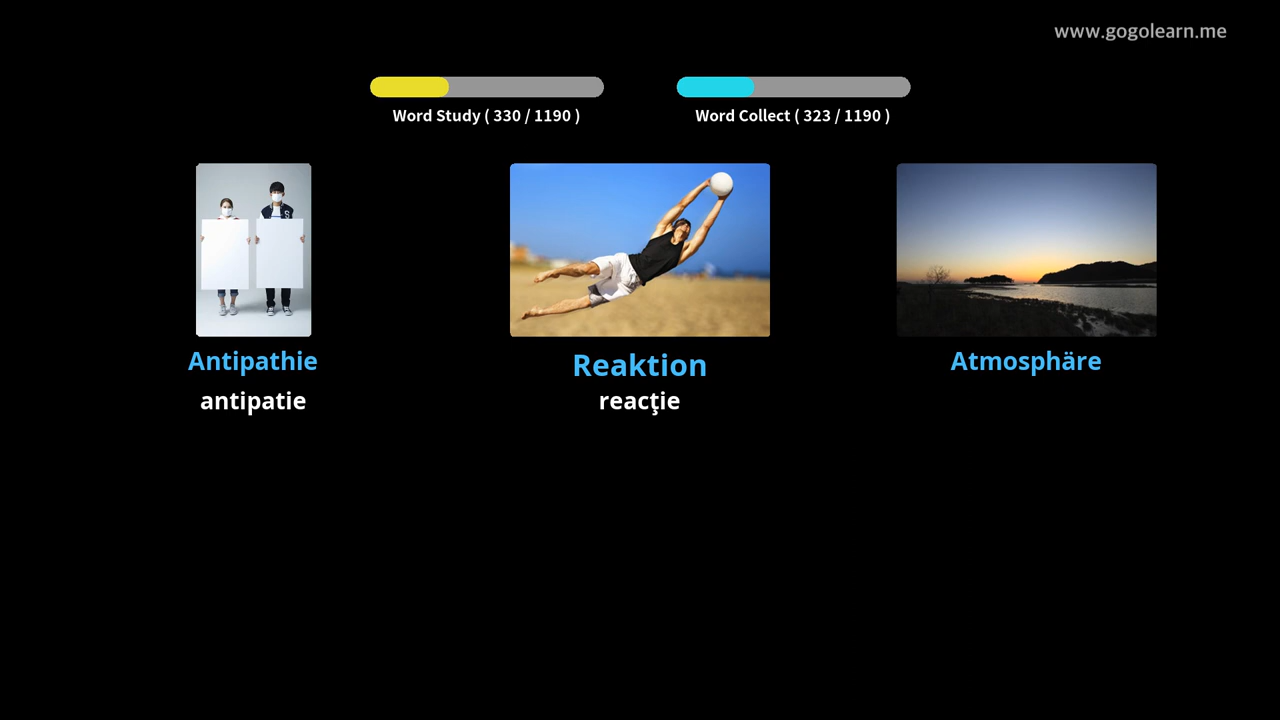 www.gogolearn.me
Word Study ( 330 / 1190 )
Word Collect ( 323 / 1190 )
Antipathie
Reaktion
Atmosphäre
antipatie
reacţie